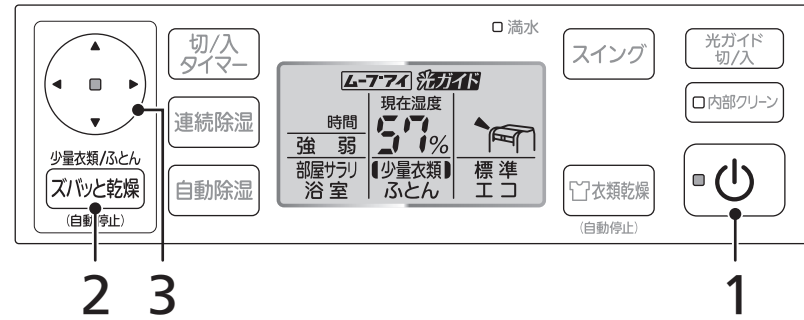 少量衣類/ふとん
ズバッと乾燥
(自動停止)
切/入
タイマー
連続除湿
自動除湿
ムーブアイ 光ガイド
現在湿度
時間
57%
強 弱
部屋サラリ 少量衣類 標準
浴室 ふとん エコ
満水
スイング
衣類乾燥
(自動停止)
光ガイド
切/入
内部クリーン
2 3 1